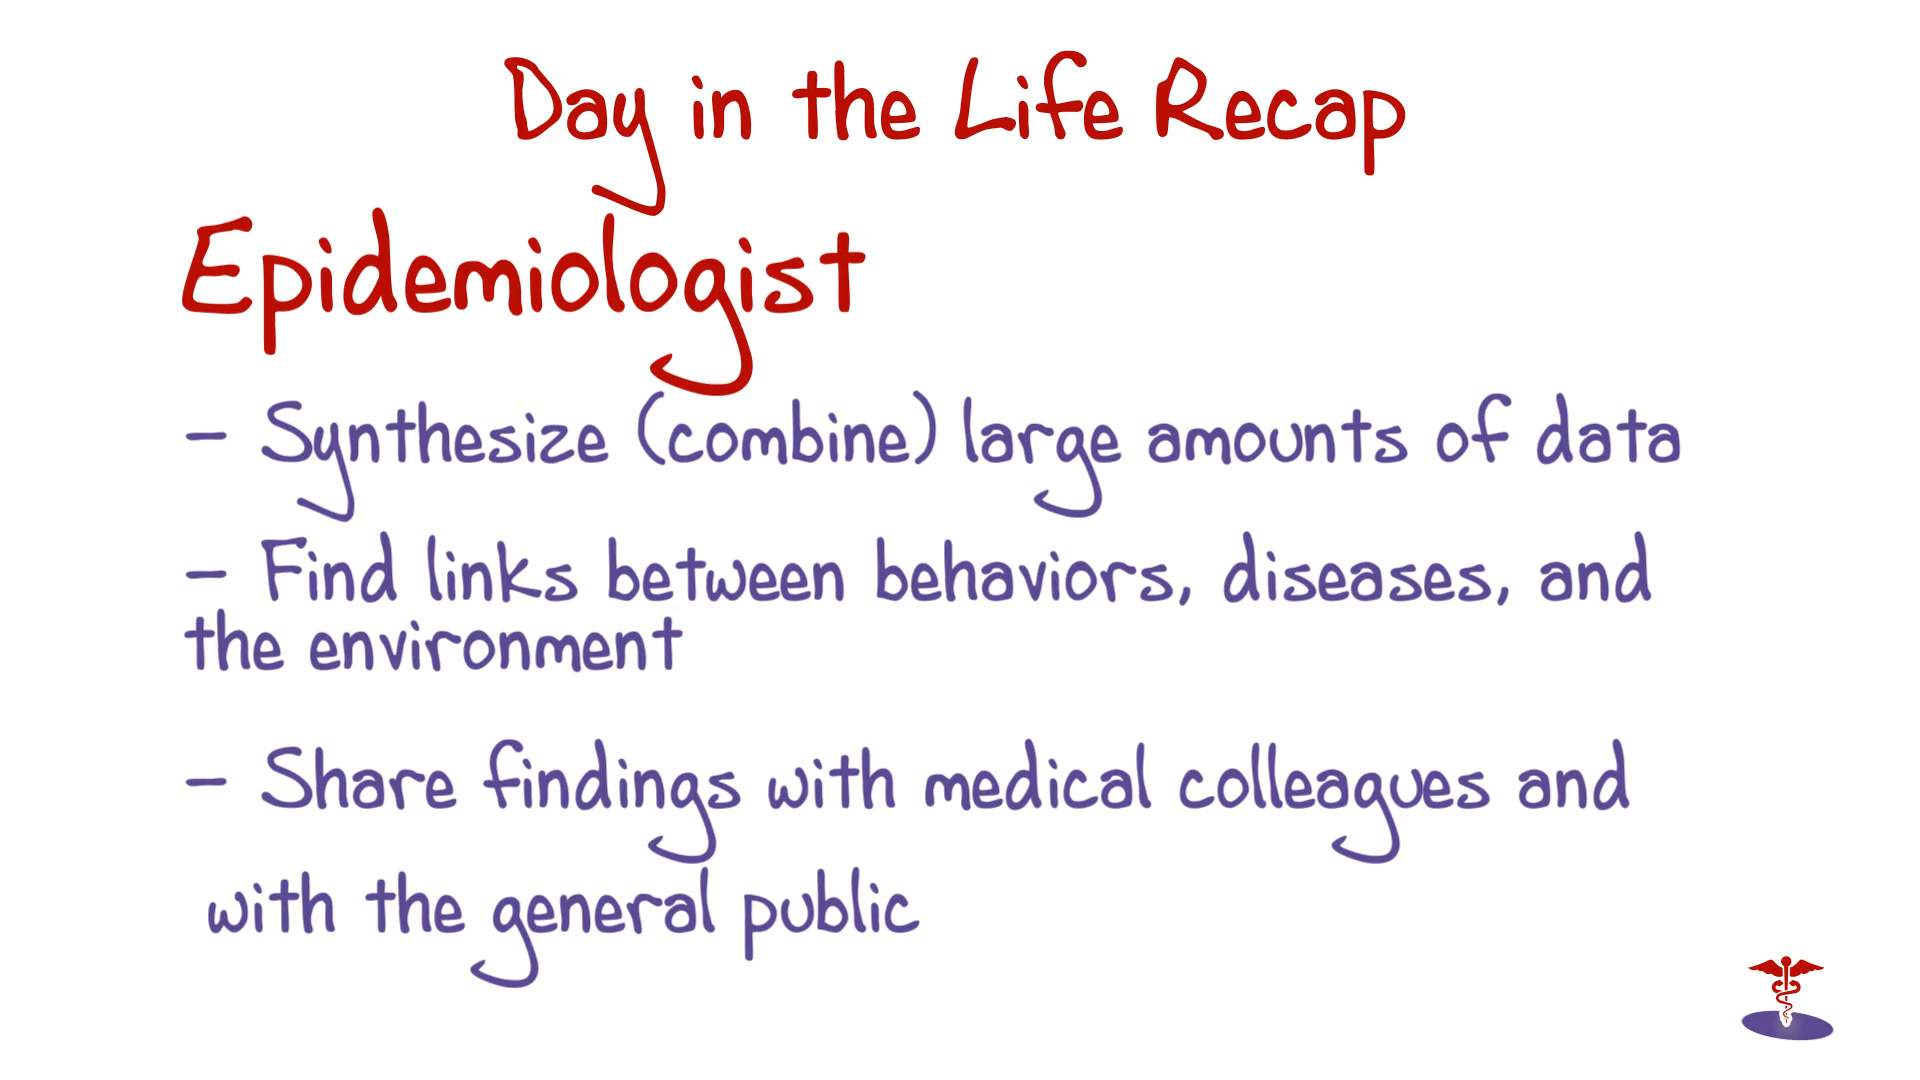 Day in the Life Recap
Epidemiologist
- Synthesize (combine) large amounts of data
- Find links between behaviors, diseases, and
the environment
- Share findings with medical colleagues and
with the general public